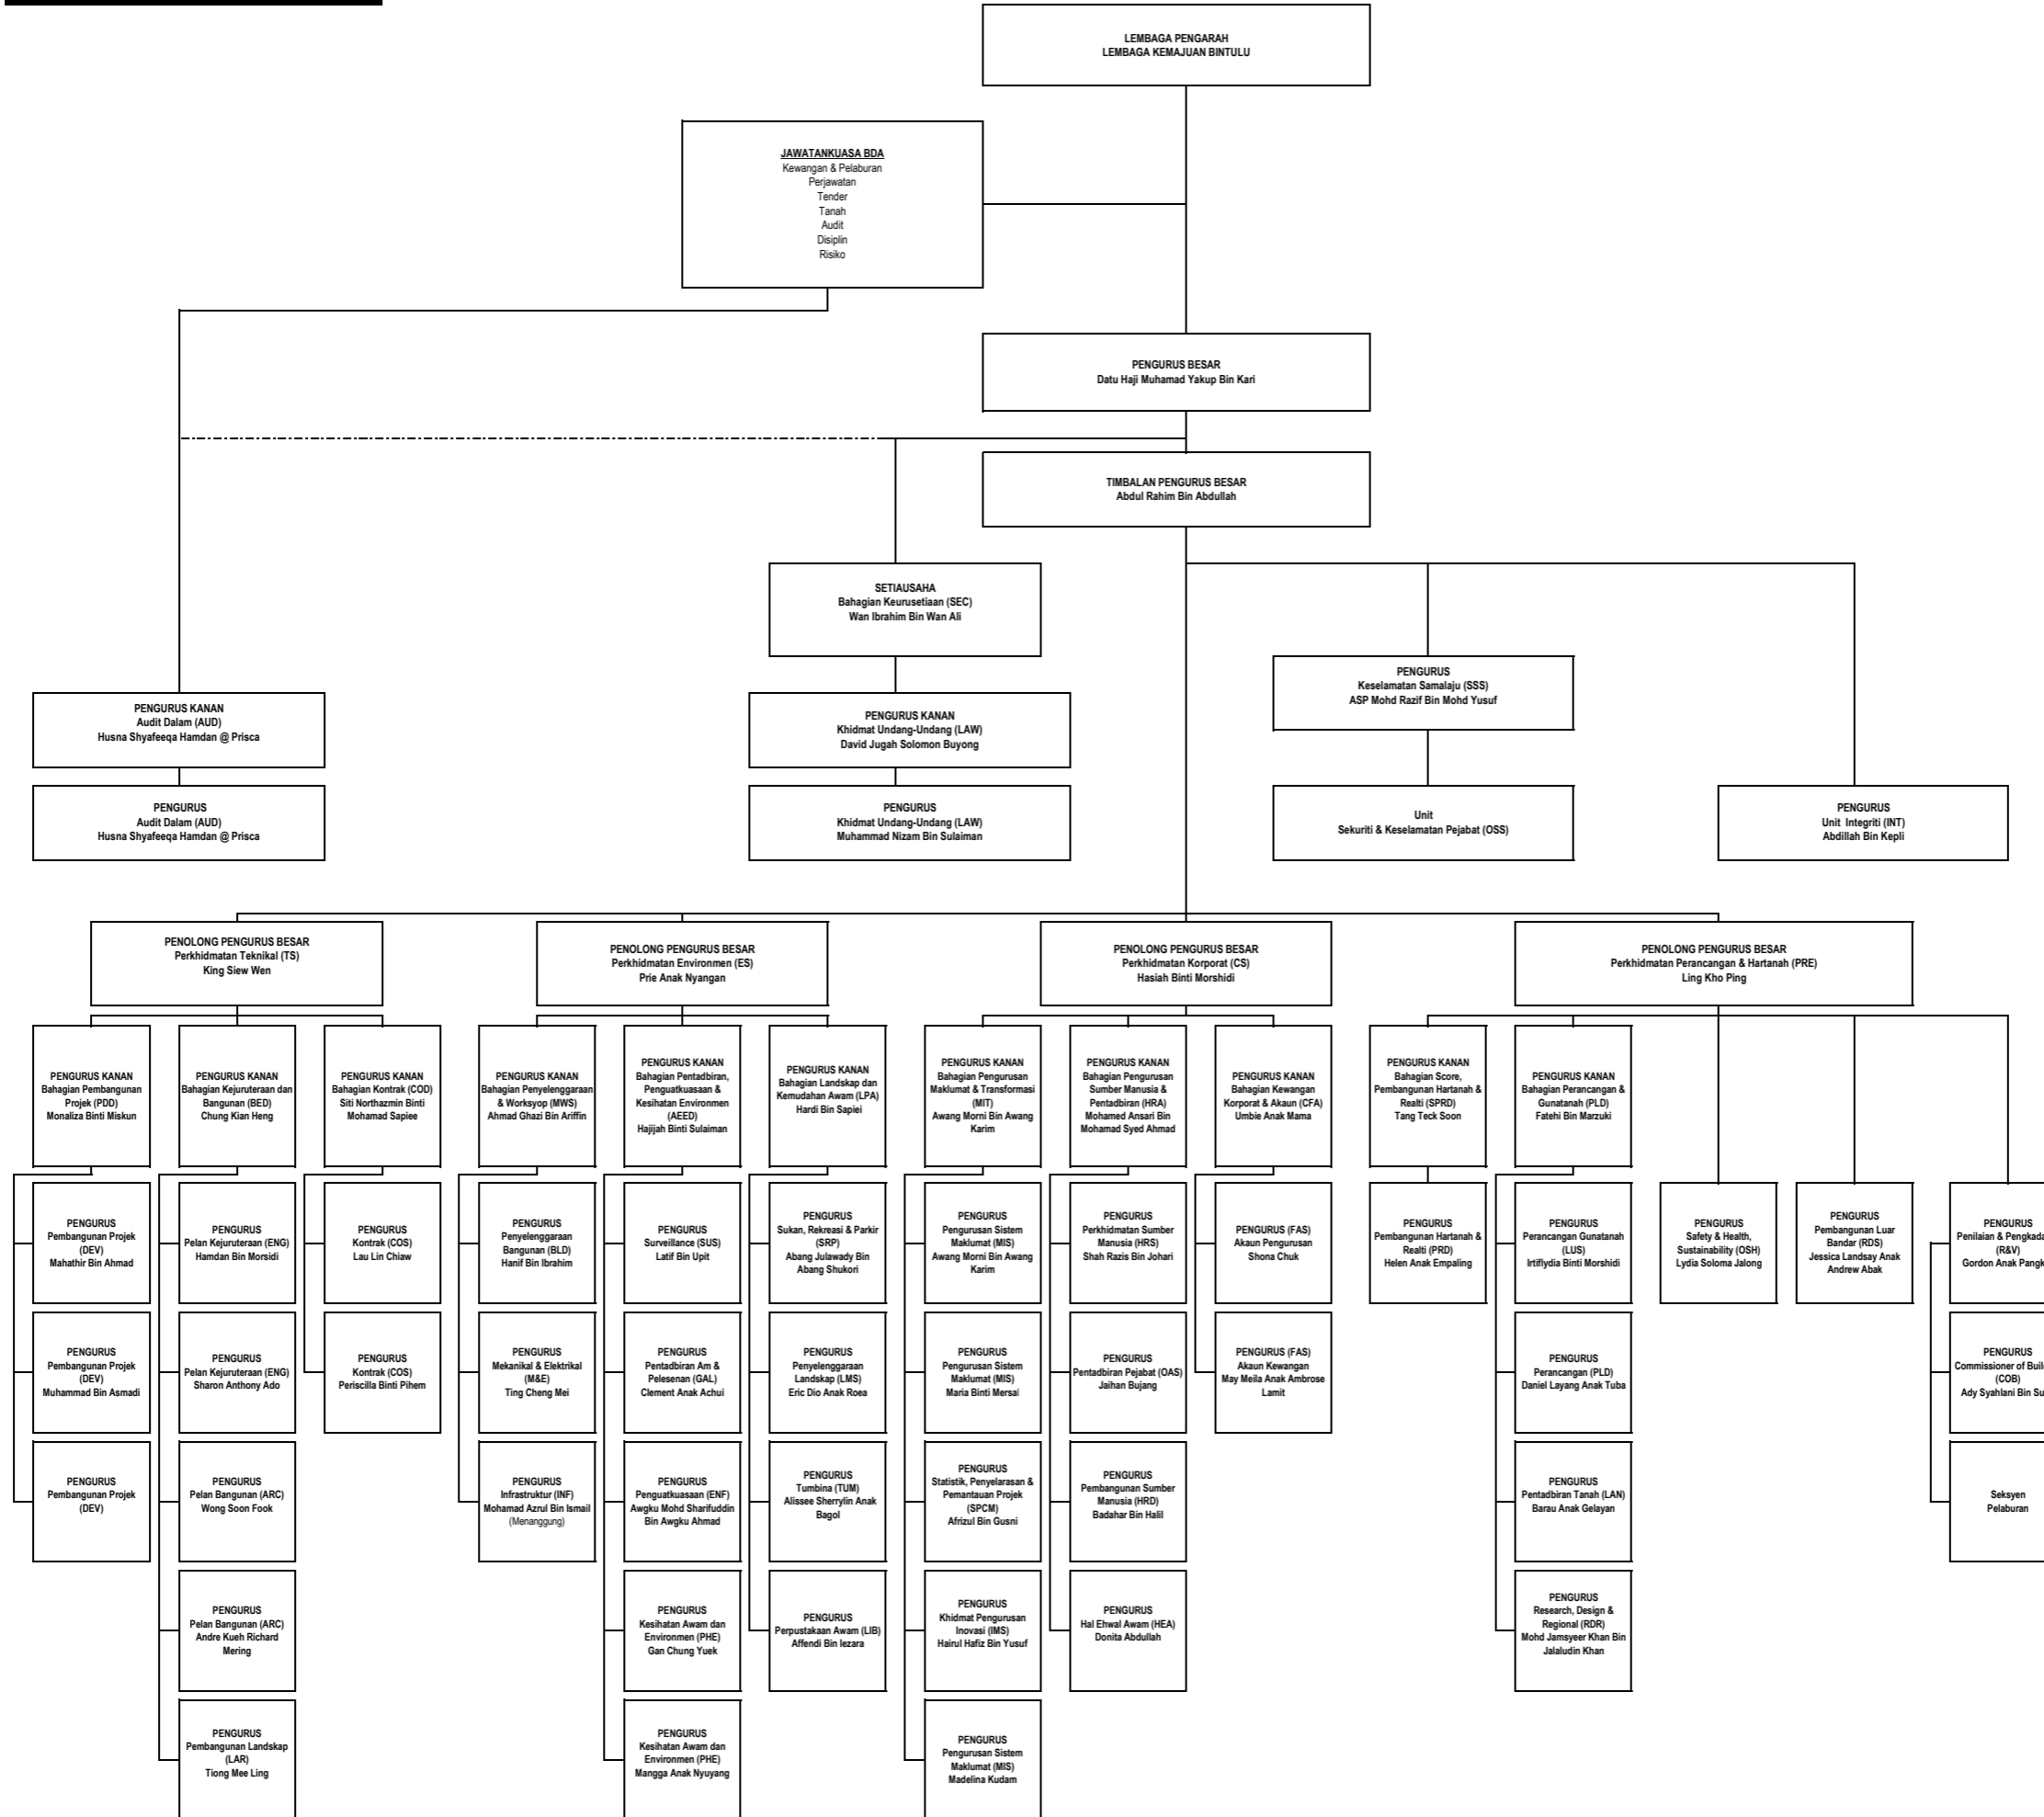 LEMBAGA PENGARAH
LEMBAGA KEMAJUAN BINTULU
JAWATANKUASA BDA
Kewangan & Pelaburan
Perjawatan
Tender
Tanah
Audit
Disiplin
Risiko
PENGURUS BESAR
Datu Haji Muhamad Yakup Bin Kari
TIMBALAN PENGURUS BESAR
Abdul Rahim Bin Abdullah
SETIAUSAHA
Bahagian Keurusetiaan (SEC)
Wan Ibrahim Bin Wan Ali
PENGURUS
Keselamatan Samalaju (SSS)
ASP Mohd Razif Bin Mohd Yusuf
PENGURUS KANAN
Audit Dalam (AUD)
Husna Shyafeeqa Hamdan @ Prisca
PENGURUS KANAN
Khidmat Undang-Undang (LAW)
David Jugah Solomon Buyong
PENGURUS
Audit Dalam (AUD)
Husna Shyafeeqa Hamdan @ Prisca
PENGURUS
Khidmat Undang-Undang (LAW)
Muhammad Nizam Bin Sulaiman
Unit
Sekuriti & Keselamatan Pejabat (OSS)
PENGURUS
Unit Integriti (INT)
Abdillah Bin Kepli
PENOLONG PENGURUS BESAR
Perkhidmatan Teknikal (TS)
King Siew Wen
PENOLONG PENGURUS BESAR
Perkhidmatan Environmen (ES)
Prie Anak Nyangan
PENOLONG PENGURUS BESAR
Perkhidmatan Korporat (CS)
Hasiah Binti Morshidi
PENOLONG PENGURUS BESAR
Perkhidmatan Perancangan & Hartanah (PRE)
Ling Kho Ping
PENGURUS KANAN
Bahagian Pembangunan
Projek (PDD)
Monaliza Binti Miskun
PENGURUS KANAN
Bahagian Kejuruteraan dan
Bangunan (BED)
Chung Kian Heng
PENGURUS KANAN
Bahagian Kontrak (COD)
Siti Northazmin Binti
Mohamad Sapiee
PENGURUS KANAN
Bahagian Penyelenggaraan
& Worksyop (MWS)
Ahmad Ghazi Bin Ariffin
PENGURUS KANAN
Bahagian Pentadbiran,
Penguatkuasaan &
Kesihatan Environmen
(AEED)
Hajijah Binti Sulaiman
PENGURUS KANAN
Bahagian Landskap dan
Kemudahan Awam (LPA)
Hardi Bin Sapiei
PENGURUS KANAN
Bahagian Pengurusan
Maklumat & Transformasi
(MIT)
Awang Morni Bin Awang
Karim
PENGURUS KANAN
Bahagian Pengurusan
Sumber Manusia &
Pentadbiran (HRA)
Mohamed Ansari Bin
Mohamad Syed Ahmad
PENGURUS KANAN
Bahagian Kewangan
Korporat & Akaun (CFA)
Umbie Anak Mama
PENGURUS KANAN
Bahagian Score,
Pembangunan Hartanah &
Realti (SPRD)
Tang Teck Soon
PENGURUS KANAN
Bahagian Perancangan &
Gunatanah (PLD)
Fatehi Bin Marzuki
PENGURUS
Pembangunan Projek
(DEV)
Mahathir Bin Ahmad
PENGURUS
Pelan Kejuruteraan (ENG)
Hamdan Bin Morsidi
PENGURUS
Kontrak (COS)
Lau Lin Chiaw
PENGURUS
Penyelenggaraan
Bangunan (BLD)
Hanif Bin Ibrahim
PENGURUS
Surveillance (SUS)
Latif Bin Upit
PENGURUS
Sukan, Rekreasi & Parkir
(SRP)
Abang Julawady Bin
Abang Shukori
PENGURUS
Pengurusan Sistem
Maklumat (MIS)
Awang Morni Bin Awang
Karim
PENGURUS
Perkhidmatan Sumber
Manusia (HRS)
Shah Razis Bin Johari
PENGURUS (FAS)
Akaun Pengurusan
Shona Chuk
PENGURUS
Pembangunan Hartanah &
Realti (PRD)
Helen Anak Empaling
PENGURUS
Perancangan Gunatanah
(LUS)
Irtiflydia Binti Morshidi
PENGURUS
Safety & Health,
Sustainability (OSH)
Lydia Soloma Jalong
PENGURUS
Pembangunan Luar
Bandar (RDS)
Jessica Landsay Anak
Andrew Abak
PENGURUS
Penilaian & Pengkada
(R&V)
Gordon Anak Pangk
PENGURUS
Pembangunan Projek
(DEV)
Muhammad Bin Asmadi
PENGURUS
Pelan Kejuruteraan (ENG)
Sharon Anthony Ado
PENGURUS
Kontrak (COS)
Periscilla Binti Pihem
PENGURUS
Mekanikal & Elektrikal
(M&E)
Ting Cheng Mei
PENGURUS
Pentadbiran Am &
Pelesenan (GAL)
Clement Anak Achui
PENGURUS
Penyelenggaraan
Landskap (LMS)
Eric Dio Anak Roea
PENGURUS
Pengurusan Sistem
Maklumat (MIS)
Maria Binti Mersal
PENGURUS
Pentadbiran Pejabat (OAS)
Jaihan Bujang
PENGURUS (FAS)
Akaun Kewangan
May Meila Anak Ambrose
Lamit
PENGURUS
Perancangan (PLD)
Daniel Layang Anak Tuba
PENGURUS
Commissioner of Buil
(COB)
Ady Syahlani Bin Su
PENGURUS
Pembangunan Projek
(DEV)
PENGURUS
Pelan Bangunan (ARC)
Wong Soon Fook
PENGURUS
Infrastruktur (INF)
Mohamad Azrul Bin Ismail
(Menanggung)
PENGURUS
Penguatkuasaan (ENF)
Awgku Mohd Sharifuddin
Bin Awgku Ahmad
PENGURUS
Tumbina (TUM)
Alissee Sherrylin Anak
Bagol
PENGURUS
Statistik, Penyelarasan &
Pemantauan Projek
(SPCM)
Afrizul Bin Gusni
PENGURUS
Pembangunan Sumber
Manusia (HRD)
Badahar Bin Halil
PENGURUS
Pentadbiran Tanah (LAN)
Barau Anak Gelayan
Seksyen
Pelaburan
PENGURUS
Pelan Bangunan (ARC)
Andre Kueh Richard
Mering
PENGURUS
Kesihatan Awam dan
Environmen (PHE)
Gan Chung Yuek
PENGURUS
Perpustakaan Awam (LIB)
Affendi Bin Iezara
PENGURUS
Khidmat Pengurusan
Inovasi (IMS)
Hairul Hafiz Bin Yusuf
PENGURUS
Hal Ehwal Awam (HEA)
Donita Abdullah
PENGURUS
Research, Design &
Regional (RDR)
Mohd Jamsyeer Khan Bin
Jalaludin Khan
PENGURUS
Pembangunan Landskap
(LAR)
Tiong Mee Ling
PENGURUS
Kesihatan Awam dan
Environmen (PHE)
Mangga Anak Nyuyang
PENGURUS
Pengurusan Sistem
Maklumat (MIS)
Madelina Kudam